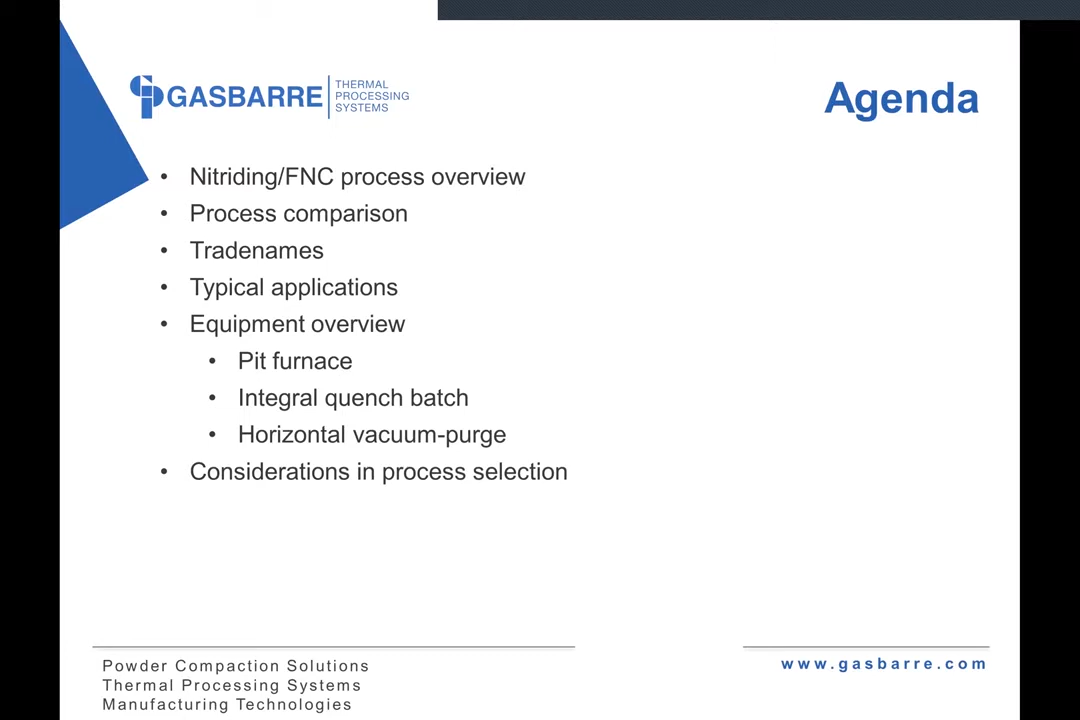 GASBARRE
THERMAL
PROCESSING
SYSTEMS
Agenda
• Nitriding/FNC process overview
• Process comparison
• Tradenames
• Typical applications
• Equipment overview
• Pit furnace
• Integral quench batch
• Horizontal vacuum-purge
• Considerations in process selection
Powder Compaction Solutions
Thermal Processing Systems
Manufacturing Technologies
www.gasbarre.com